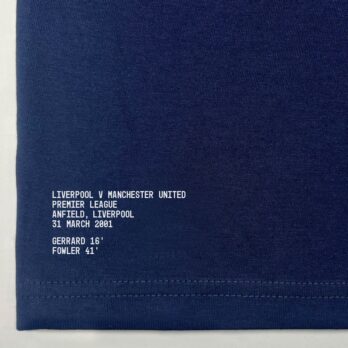 LIVERPOOL V MANCHESTER UNITED
PREMIER LEAGUE
ANFIELD, LIVERPOOL
31 MARCH 2001
GERRARD 16'
FOWLER 41'